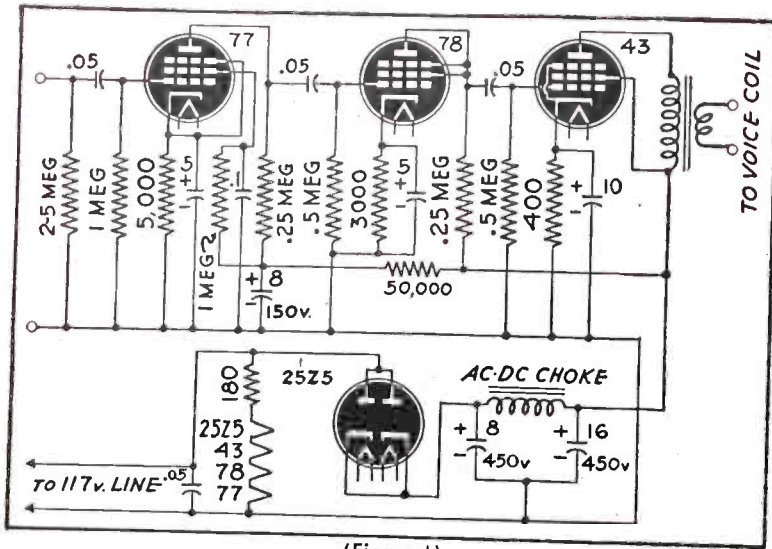 77
78
43
.05
.05
.05
TO VOICE COIL
2-5 MEG
1 MEG
5,000
+ 5 -
1 MEG
.1
.25 MEG
.5 MEG
3000
+ 5 -
.25 MEG
.5 MEG
400
+ 10 -
+ 8 -
150v.
50,000
180
25Z5
AC-DC CHOKE
25Z5
43
78
77
+ 8 -
450v
+ 16 -
450v
TO 117v. LINE
.05